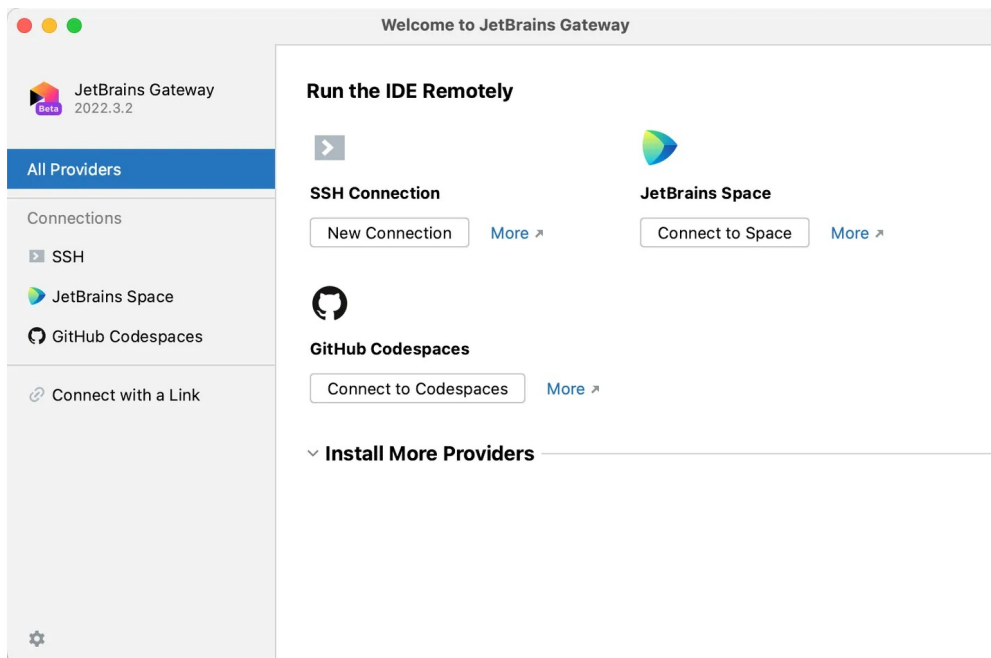 Welcome to JetBrains Gateway
JetBrains Gateway
Beta
2022.3.2
All Providers
Connections
SSH
JetBrains Space
GitHub Codespaces
Connect with a Link
Run the IDE Remotely
SSH Connection
New Connection More
JetBrains Space
Connect to Space More
GitHub Codespaces
Connect to Codespaces More
Install More Providers